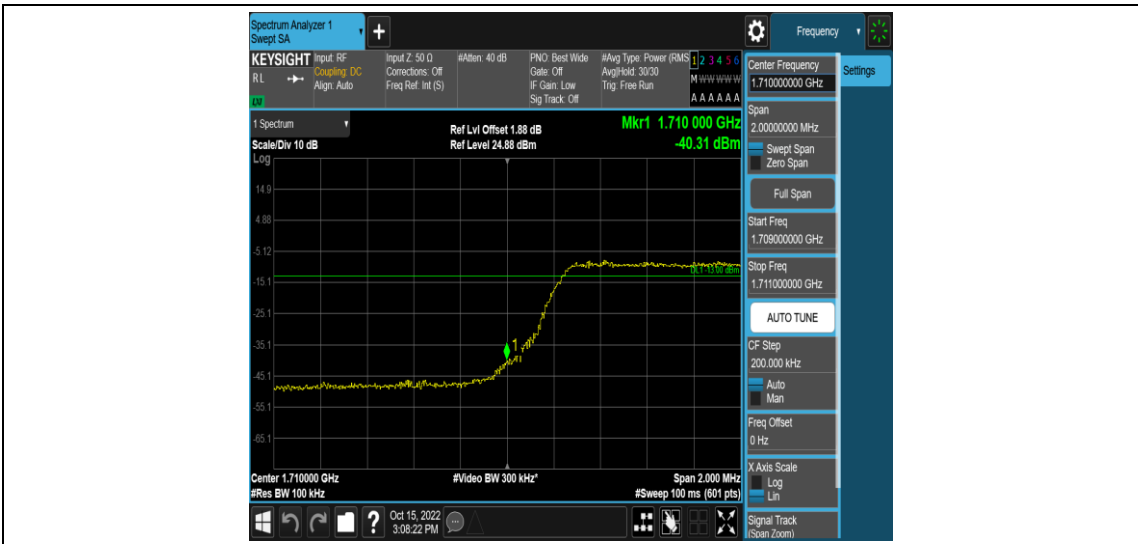 Spectrum Analyzer 1
Swept SA
+
Frequency
KEYSIGHT
RL
LXI
Input: RF
Coupling: DC
Align: Auto
Input Z: 50 Ω
Corrections: Off
Freq Ref: Int (S)
#Atten: 40 dB
PNO: Best Wide
Gate: Off
IF Gain: Low
Sig Track: Off
#Avg Type: Power (RMS
Avg|Hold: 30/30
Trig: Free Run
1 2 3 4 5 6
M W W W W W
A A A A A A
1 Spectrum
Scale/Div 10 dB
Log
Ref Lvl Offset 1.88 dB
Ref Level 24.88 dBm
Mkr1 1.710 000 GHz
-40.31 dBm
14.9
4.88
-5.12
-15.1
-25.1
-35.1
-45.1
-55.1
-65.1
DL1 -13.00 dBm
1
Center 1.710000 GHz
#Res BW 100 kHz
#Video BW 300 kHz*
Span 2.000 MHz
#Sweep 100 ms (601 pts)
?
Oct 15, 2022
3:08:22 PM
Center Frequency
1.710000000 GHz
Settings
Span
2.00000000 MHz
Swept Span
Zero Span
Full Span
Start Freq
1.709000000 GHz
Stop Freq
1.711000000 GHz
AUTO TUNE
CF Step
200.000 kHz
Auto
Man
Freq Offset
0 Hz
X Axis Scale
Log
Lin
Signal Track
(Span Zoom)